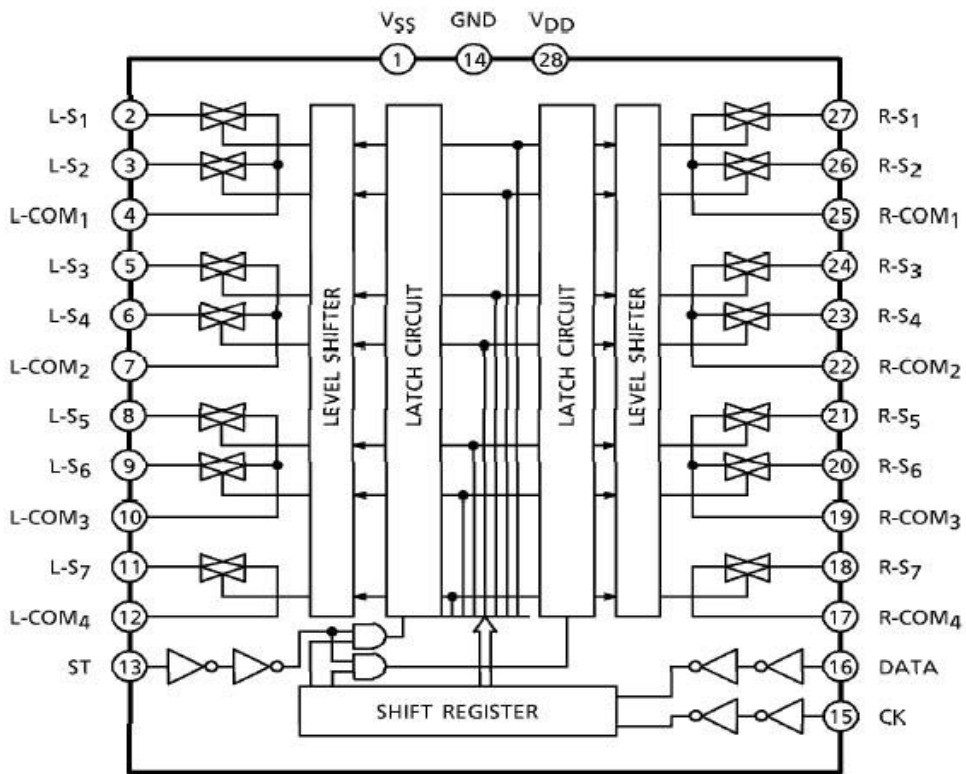 VSS GND VDD
1 14 28
L-S1 2 27 R-S1
L-S2 3 26 R-S2
L-COM1 4 25 R-COM1
L-S3 5 24 R-S3
L-S4 6 23 R-S4
L-COM2 7 22 R-COM2
LEVEL SHIFTER
LATCH CIRCUIT
LATCH CIRCUIT
LEVEL SHIFTER
L-S5 8 21 R-S5
L-S6 9 20 R-S6
L-COM3 10 19 R-COM3
L-S7 11 18 R-S7
L-COM4 12 17 R-COM4
ST 13 16 DATA
SHIFT REGISTER 15 CK